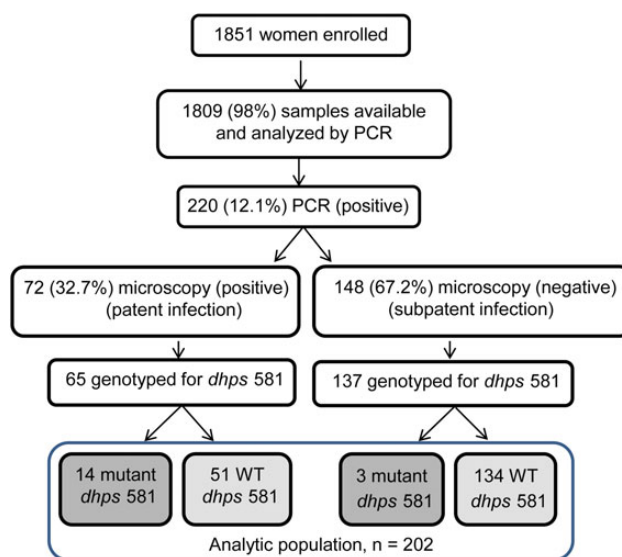 1851 women enrolled
1809 (98%) samples available
and analyzed by PCR
220 (12.1%) PCR (positive)
72 (32.7%) microscopy (positive)
(patent infection)
148 (67.2%) microscopy (negative)
(subpatent infection)
65 genotyped for dhps 581
137 genotyped for dhps 581
14 mutant
dhps 581
51 WT
dhps 581
3 mutant
dhps 581
134 WT
dhps 581
Analytic population, n = 202